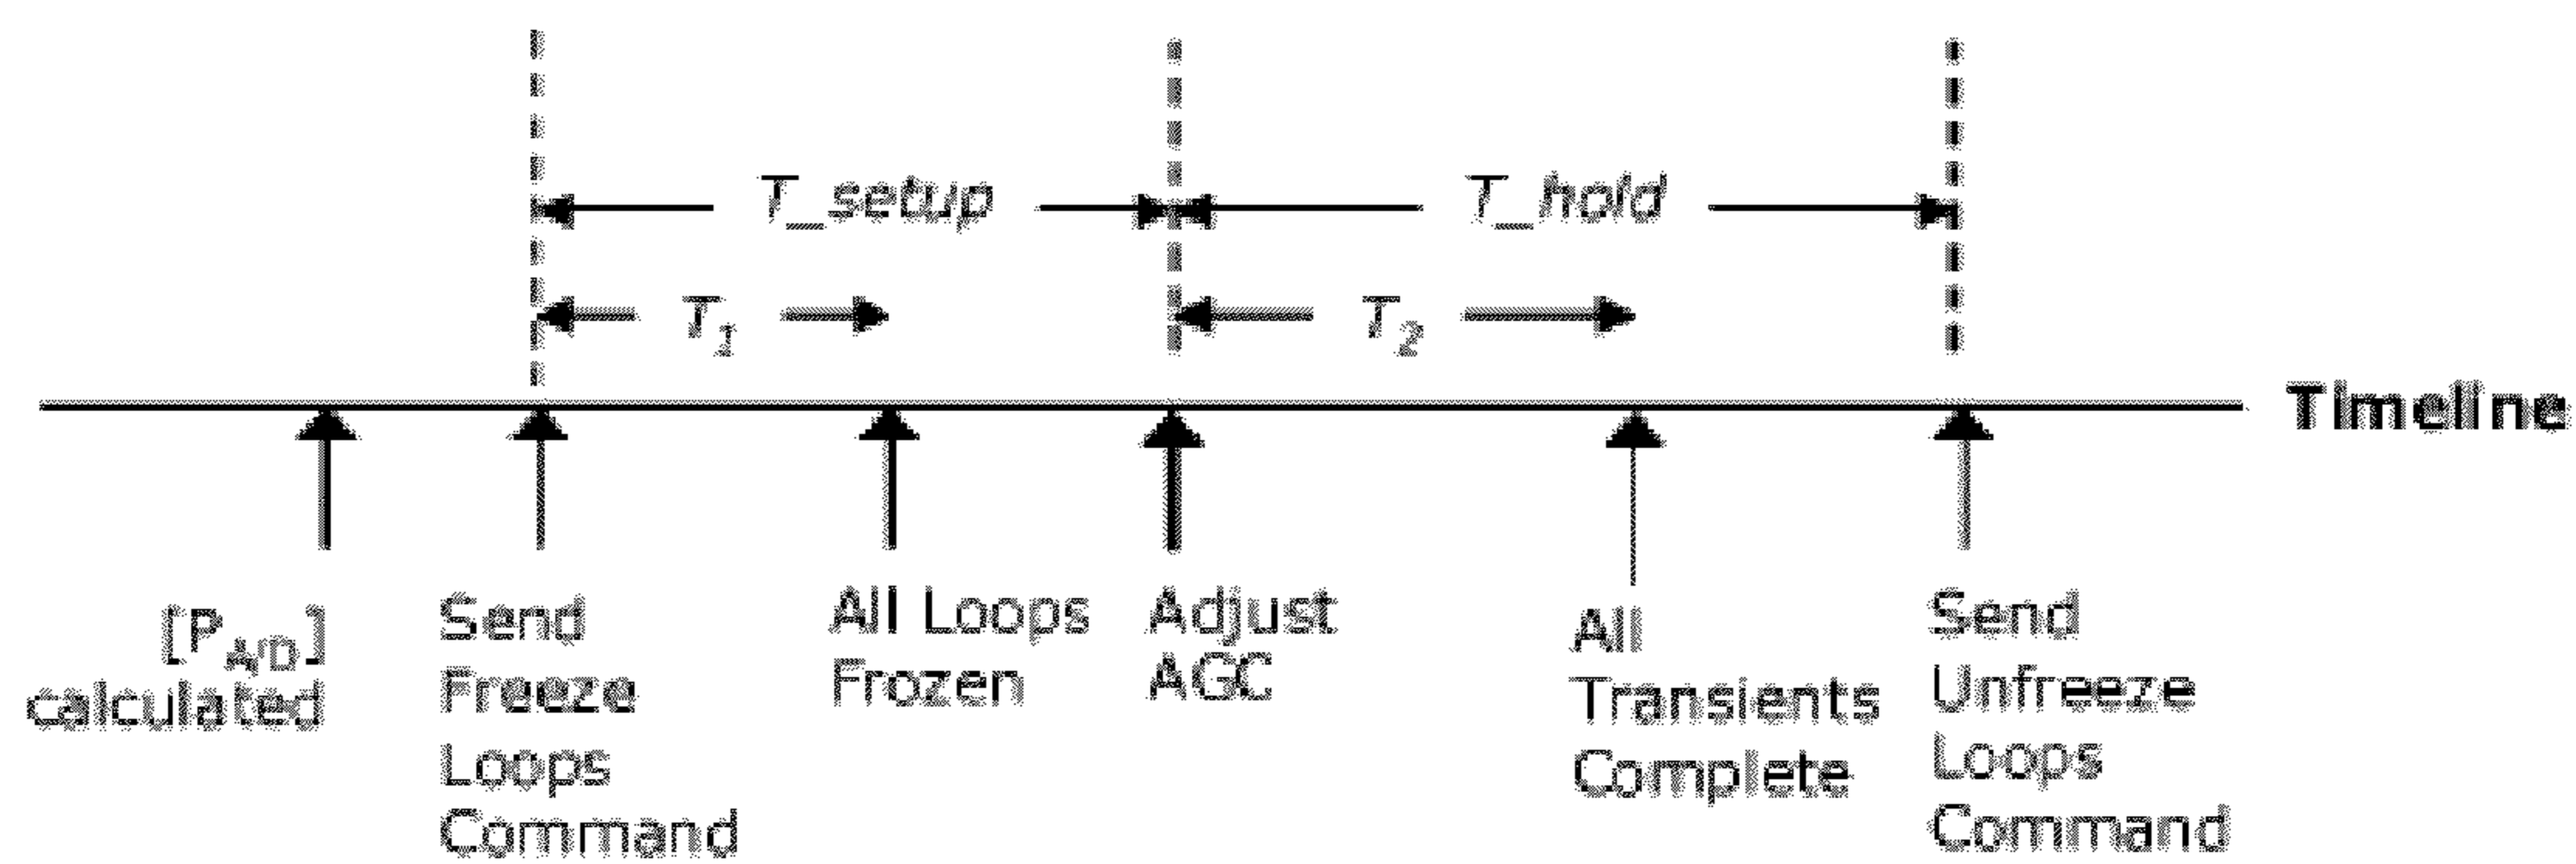 T_setup
T_hold
T1
T2
Timeline
[PA/D]
calculated
Send
Freeze
Loops
Command
All Loops
Frozen
Adjust
AGC
All
Transients
Complete
Send
Unfreeze
Loops
Command